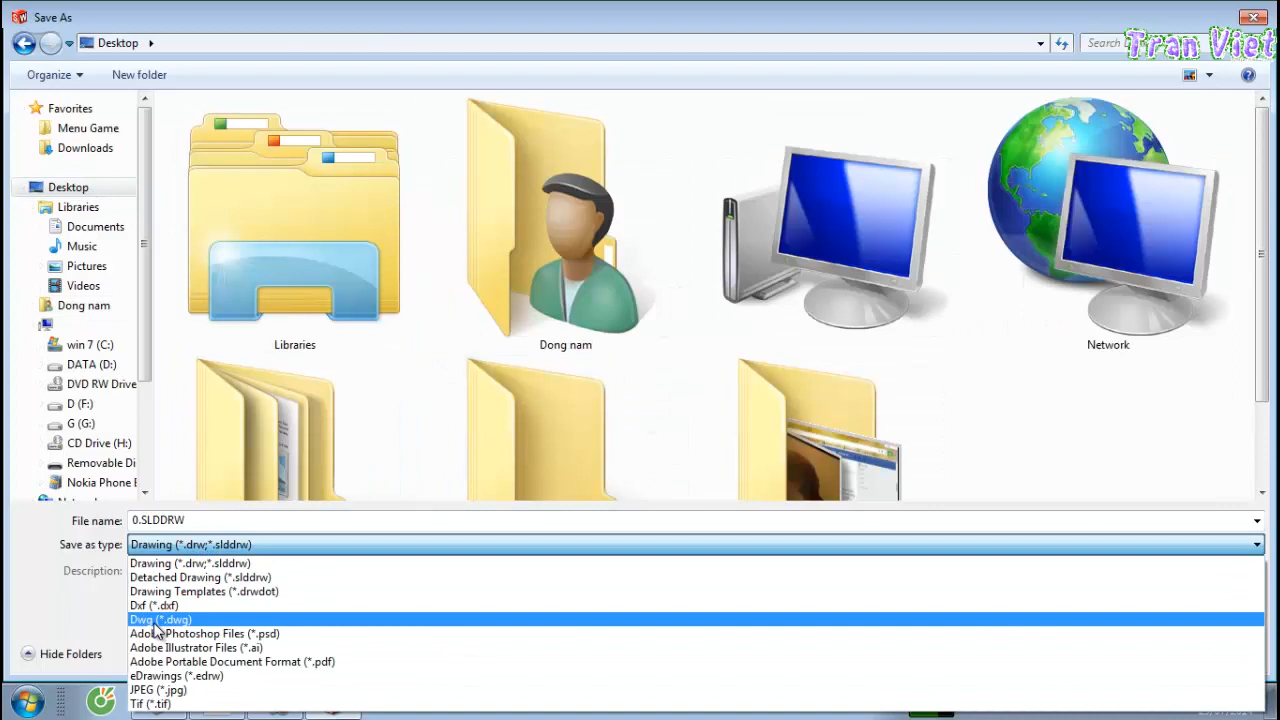 Save As
Desktop
Search Des
Tran Viet
Organize
New folder
Favorites
Menu Game
Downloads
Desktop
Libraries
Documents
Music
Pictures
Videos
Dong nam
win 7 (C:)
DATA (D:)
DVD RW Drive
D (F:)
G (G:)
CD Drive (H:)
Removable Di
Nokia Phone
Libraries
Dong nam
Network
File name: 0.SLDDRW
Save as type: Drawing (*.drw;*.slddrw)
Description:
Drawing (*.drw;*.slddrw)
Detached Drawing (*.slddrw)
Drawing Templates (*.drwdot)
Dxf (*.dxf)
Dwg (*.dwg)
Adobe Photoshop Files (*.psd)
Adobe Illustrator Files (*.ai)
Adobe Portable Document Format (*.pdf)
eDrawings (*.edrw)
JPEG (*.jpg)
Tif (*.tif)
Hide Folders